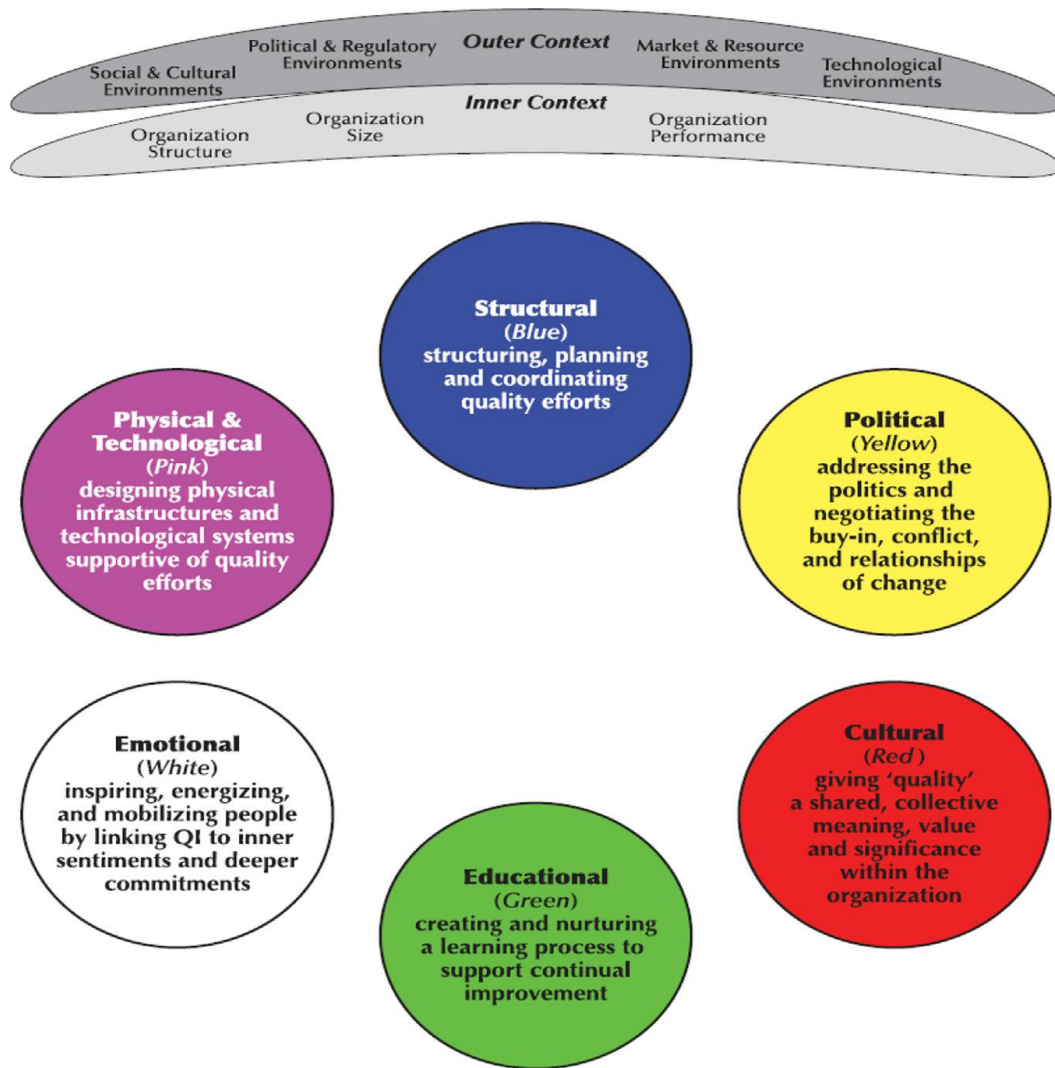 Outer Context
Social & Cultural
Environments
Political & Regulatory
Environments
Market & Resource
Environments
Technological
Environments
Inner Context
Organization
Structure
Organization
Size
Organization
Performance
Structural
(Blue)
structuring, planning
and coordinating
quality efforts
Physical &
Technological
(Pink)
designing physical
infrastructures and
technological systems
supportive of quality
efforts
Political
(Yellow)
addressing the
politics and
negotiating the
buy-in, conflict,
and relationships
of change
Emotional
(White)
inspiring, energizing,
and mobilizing people
by linking QI to inner
sentiments and deeper
commitments
Cultural
(Red )
giving ‘quality’
a shared, collective
meaning, value
and significance
within the
organization
Educational
(Green)
creating and nurturing
a learning process to
support continual
improvement